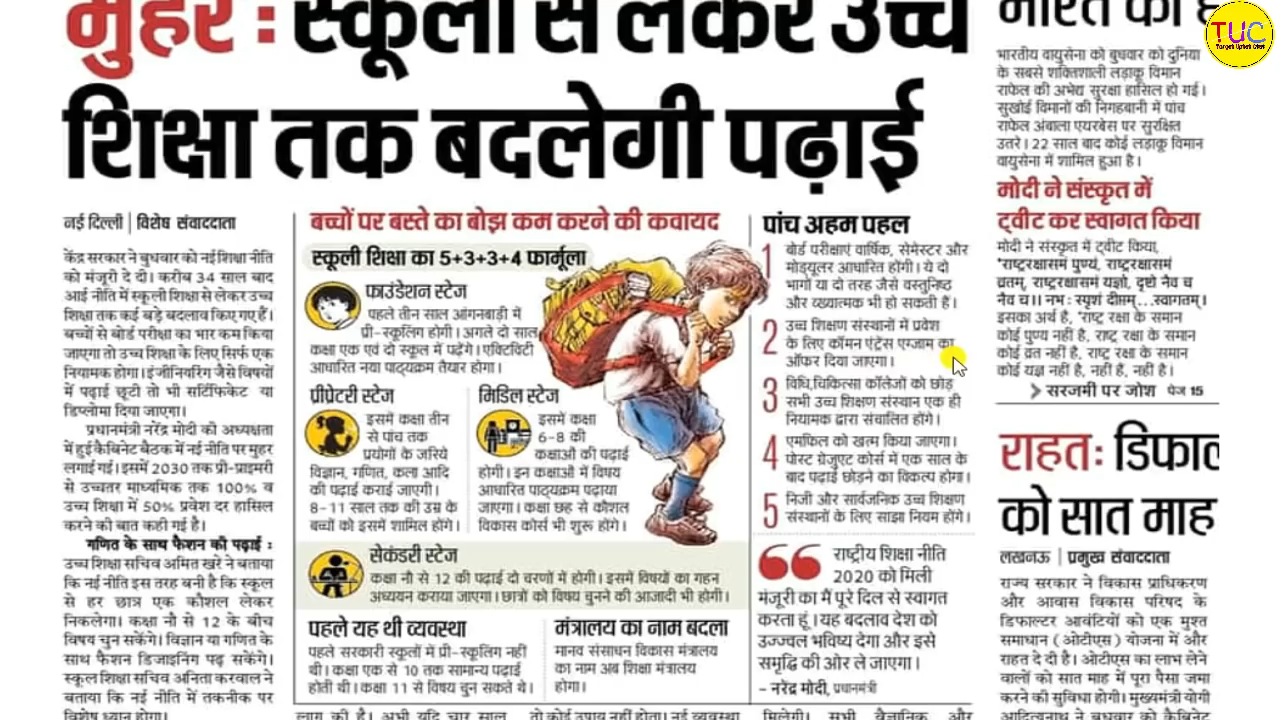 मुहर : स्कूली से लेकर उच्च
शिक्षा तक बदलेगी पढ़ाई
नई दिल्ली | विशेष संवाददाता
केंद्र सरकार ने बुधवार को नई शिक्षा नीति
को मंजूरी दे दी। करीब 34 साल बाद
आई नीति में स्कूली शिक्षा से लेकर उच्च
शिक्षा तक कई बड़े बदलाव किए गए हैं।
बच्चों से बोर्ड परीक्षा का भार कम किया
जाएगा तो उच्च शिक्षा के लिए सिर्फ एक
नियामक होगा। इंजीनियरिंग जैसे विषयों
में पढ़ाई छूटी तो भी सर्टिफिकेट या
डिप्लोमा दिया जाएगा।
प्रधानमंत्री नरेंद्र मोदी की अध्यक्षता
में हुई कैबिनेट बैठक में नई नीति पर मुहर
लगाई गई। इसमें 2030 तक प्री-प्राइमरी
से उच्चतर माध्यमिक तक 100% व
उच्च शिक्षा में 50% प्रवेश दर हासिल
करने की बात कही गई है।
गणित के साथ फैशन की पढ़ाई :
उच्च शिक्षा सचिव अमित खरे ने बताया
कि नई नीति इस तरह बनी है कि स्कूल
से हर छात्र एक कौशल लेकर
निकलेगा। कक्षा नौ से 12 के बीच
विषय चुन सकेंगे। विज्ञान या गणित के
साथ फैशन डिजाइनिंग पढ़ सकेंगे।
स्कूल शिक्षा सचिव अनिता करवाल ने
बताया कि नई नीति में तकनीक पर
विशेष ध्यान होगा।
बच्चों पर बस्ते का बोझ कम करने की कवायद
स्कूली शिक्षा का 5+3+3+4 फार्मूला
फाउंडेशन स्टेज
पहले तीन साल आंगनबाड़ी में
प्री-स्कूलिंग होगी। अगले दो साल
कक्षा एक एवं दो स्कूल में पढ़ेंगे। एक्टिविटी
आधारित नया पाठ्यक्रम तैयार होगा।
प्रीप्रेटरी स्टेज
इसमें कक्षा तीन
से पांच तक
प्रयोगों के जरिये
विज्ञान, गणित, कला आदि
की पढ़ाई कराई जाएगी।
8-11 साल तक की उम्र के
बच्चों को इसमें शामिल होंगे।
मिडिल स्टेज
इसमें कक्षा
6-8 की
कक्षाओं की पढ़ाई
होगी। इन कक्षाओं में विषय
आधारित पाठ्यक्रम पढ़ाया
जाएगा। कक्षा छह से कौशल
विकास कोर्स भी शुरू होंगे।
सेकंडरी स्टेज
कक्षा नौ से 12 की पढ़ाई दो चरणों में होगी। इसमें विषयों का गहन
अध्ययन कराया जाएगा। छात्रों को विषय चुनने की आजादी भी होगी।
पहले यह थी व्यवस्था
पहले सरकारी स्कूलों में प्री-स्कूलिंग नहीं
थी। कक्षा एक से 10 तक सामान्य पढ़ाई
होती थी। कक्षा 11 से विषय चुन सकते थे।
मंत्रालय का नाम बदला
मानव संसाधन विकास मंत्रालय
का नाम अब शिक्षा मंत्रालय
होगा।
पांच अहम पहल
1 बोर्ड परीक्षाएं वार्षिक, सेमेस्टर और
मोड्यूलर आधारित होंगी। ये दो
भागों या दो तरह जैसे वस्तुनिष्ठ
और व्याख्यात्मक भी हो सकती हैं।
2 उच्च शिक्षण संस्थानों में प्रवेश
के लिए कॉमन एंट्रेंस एग्जाम का
ऑफर दिया जाएगा।
3 विधि,चिकित्सा कॉलेजों को छोड़
सभी उच्च शिक्षण संस्थान एक ही
नियामक द्वारा संचालित होंगे।
4 एमफिल को खत्म किया जाएगा।
पोस्ट ग्रेजुएट कोर्स में एक साल के
बाद पढ़ाई छोड़ने का विकल्प होगा।
5 निजी और सार्वजनिक उच्च शिक्षण
संस्थानों के लिए साझा नियम होंगे।
राष्ट्रीय शिक्षा नीति
2020 को मिली
मंजूरी का मैं पूरे दिल से स्वागत
करता हूं। यह बदलाव देश को
उज्ज्वल भविष्य देगा और इसे
समृद्धि की ओर ले जाएगा।
- नरेंद्र मोदी, प्रधानमंत्री
लाग की है। अभी यदि चार साल
तो कोई उपाय नहीं होता। नई व्यवस्था
मिलेगी। सभी वैज्ञानिक और
भारत की
TUC
भारतीय वायुसेना को बुधवार को दुनिया
के सबसे शक्तिशाली लड़ाकू विमान
राफेल की अभेद्य सुरक्षा हासिल हो गई।
सुखोई विमानों की निगहबानी में पांच
राफेल अंबाला एयरबेस पर सुरक्षित
उतरे। 22 साल बाद कोई लड़ाकू विमान
वायुसेना में शामिल हुआ है।
मोदी ने संस्कृत में
ट्वीट कर स्वागत किया
मोदी ने संस्कृत में ट्वीट किया,
'राष्ट्ररक्षासमं पुण्यं, राष्ट्ररक्षासमं
व्रतम्, राष्ट्ररक्षासमं यज्ञो, दृष्टो नैव च
नैव च।। नभः स्पृशं दीप्तम्...स्वागतम्।
इसका अर्थ है, 'राष्ट्र रक्षा के समान
कोई पुण्य नहीं है, राष्ट्र रक्षा के समान
कोई व्रत नहीं है, राष्ट्र रक्षा के समान
कोई यज्ञ नहीं है, नहीं है, नहीं है।
सरजमी पर जोश पेज 15
राहतः डिफाल
को सात माह
लखनऊ | प्रमुख संवाददाता
राज्य सरकार ने विकास प्राधिकरण
और आवास विकास परिषद के
डिफाल्टर आवंटियों को एक मुश्त
समाधान (ओटीएस) योजना में और
राहत दे दी है। ओटीएस का लाभ लेने
वालों को सात माह में पूरा पैसा जमा
करने की सुविधा होगी। मुख्यमंत्री योगी
आदित्यनाथ ने बुधवार को बोर्ड